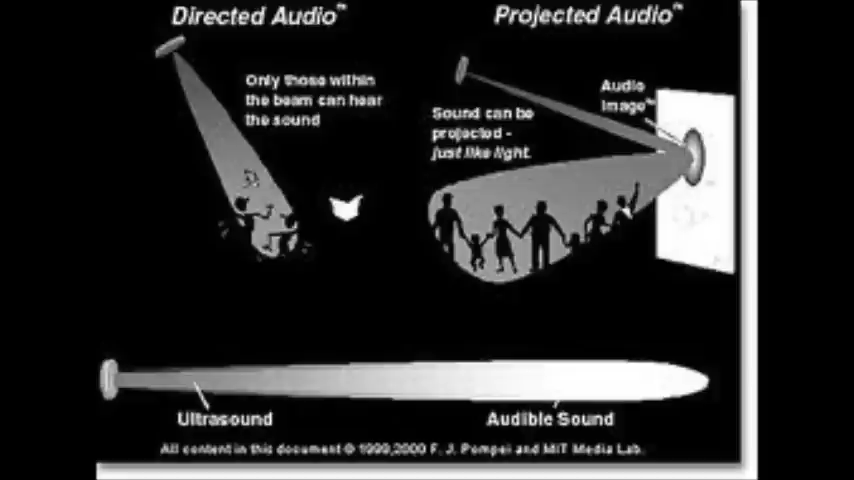 Directed Audio™
Projected Audio™
Only those within
the beam can hear
the sound
Audio
Image™
Sound can be
projected -
just like light.
Ultrasound
Audible Sound
All content in this document © 1999,2000 F. J. Pompei and MIT Media Lab.